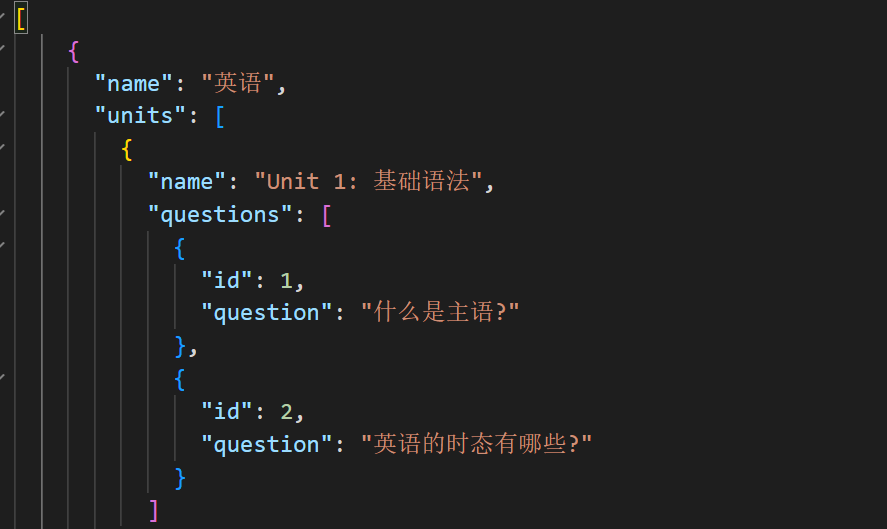 [
{
"name": "英语",
"units": [
{
"name": "Unit 1: 基础语法",
"questions": [
{
"id": 1,
"question": "什么是主语?"
},
{
"id": 2,
"question": "英语的时态有哪些?"
}
]